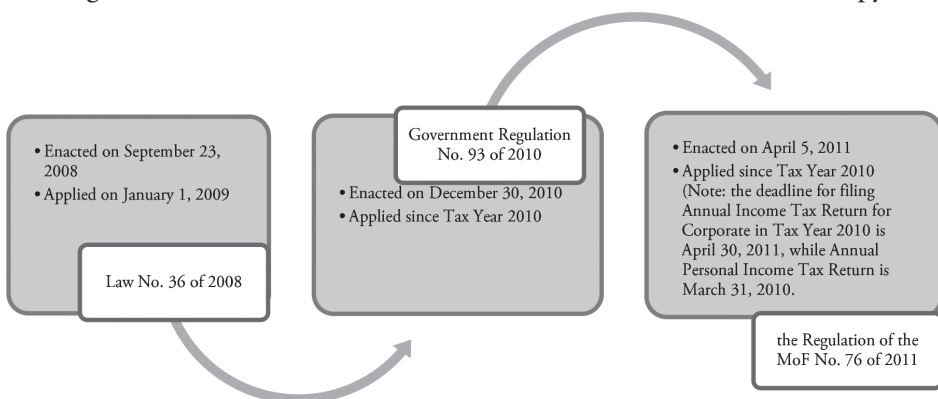 • Enacted on September 23,
2008
• Applied on January 1, 2009
Law No. 36 of 2008
Government Regulation
No. 93 of 2010
• Enacted on December 30, 2010
• Applied since Tax Year 2010
• Enacted on April 5, 2011
• Applied since Tax Year 2010
(Note: the deadline for filing
Annual Income Tax Return for
Corporate in Tax Year 2010 is
April 30, 2011, while Annual
Personal Income Tax Return is
March 31, 2010.
the Regulation of the
MoF No. 76 of 2011